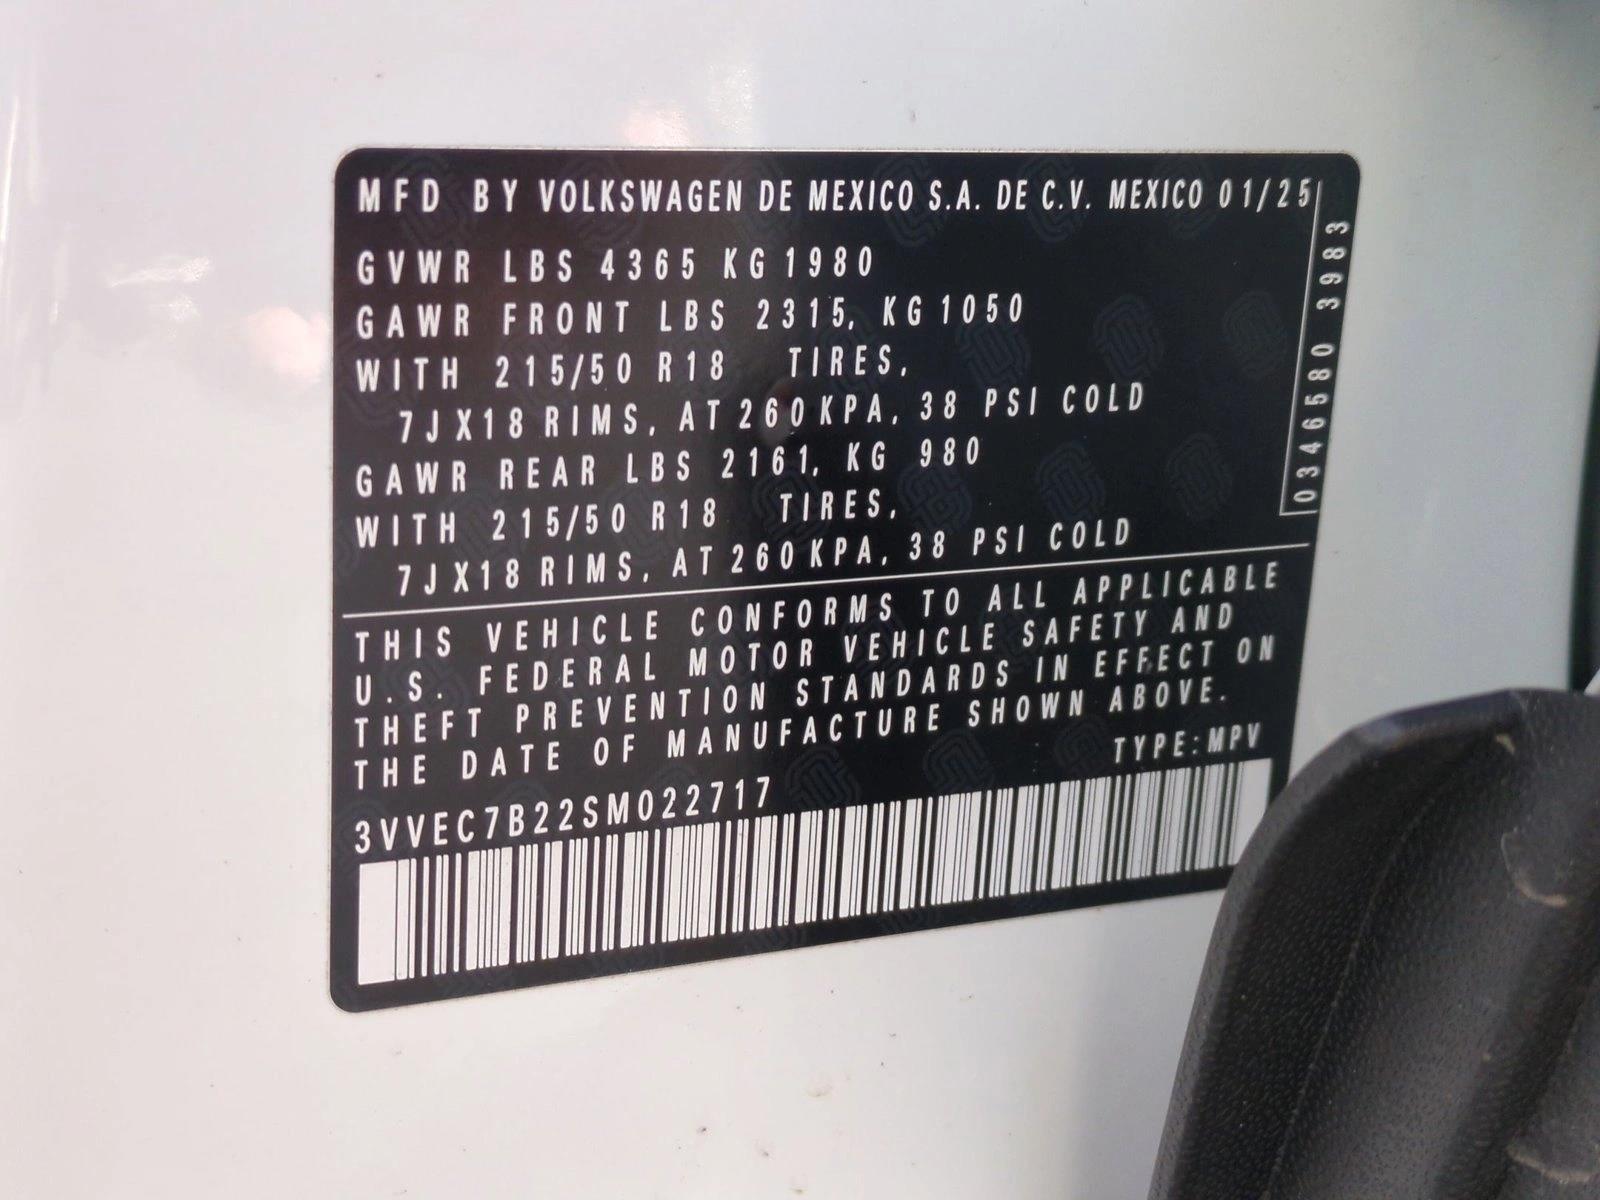 MFD BY VOLKSWAGEN DE MEXICO S.A. DE C.V. MEXICO 01/25
GVWR LBS 4365 KG 1980
GAWR FRONT LBS 2315, KG 1050
WITH 215/50 R18 TIRES,
7JX18 RIMS, AT 260KPA, 38 PSI COLD
GAWR REAR LBS 2161, KG 980
WITH 215/50 R18 TIRES,
7JX18 RIMS, AT 260KPA, 38 PSI COLD
0346580 3983
THIS VEHICLE CONFORMS TO ALL APPLICABLE
U.S. FEDERAL MOTOR VEHICLE SAFETY AND
THEFT PREVENTION STANDARDS IN EFFECT ON
THE DATE OF MANUFACTURE SHOWN ABOVE.
TYPE:MPV
3VVEC7B22SM022717